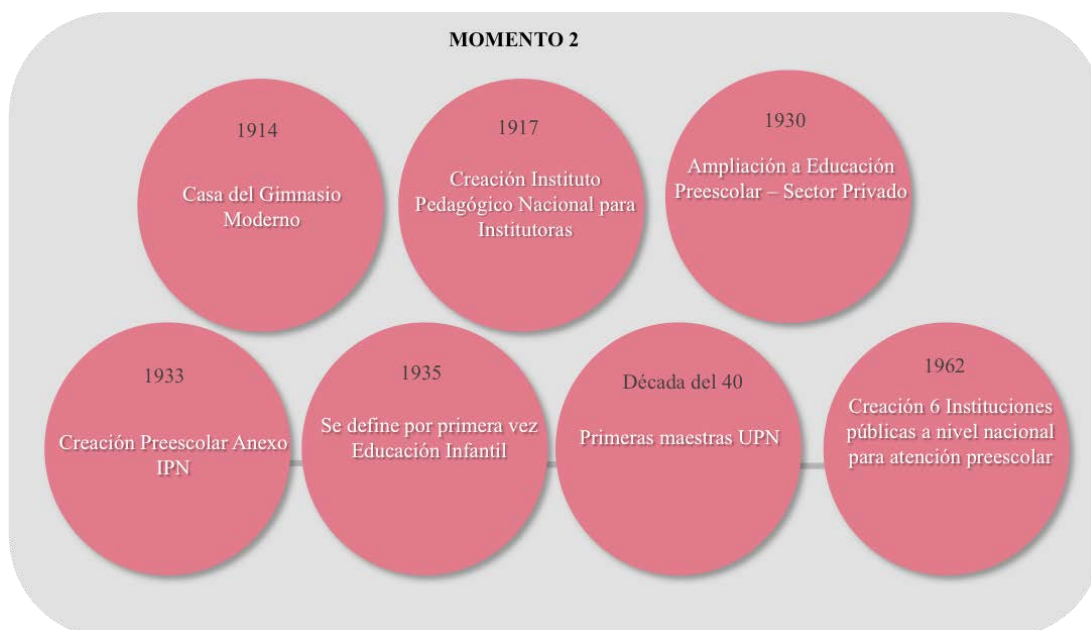 MOMENTO 2
1914
Casa del Gimnasio
Moderno
1917
Creación Instituto
Pedagógico Nacional para
Institutoras
1930
Ampliación a Educación
Preescolar – Sector Privado
1933
Creación Preescolar Anexo
IPN
1935
Se define por primera vez
Educación Infantil
Década del 40
Primeras maestras UPN
1962
Creación 6 Instituciones
públicas a nivel nacional
para atención preescolar